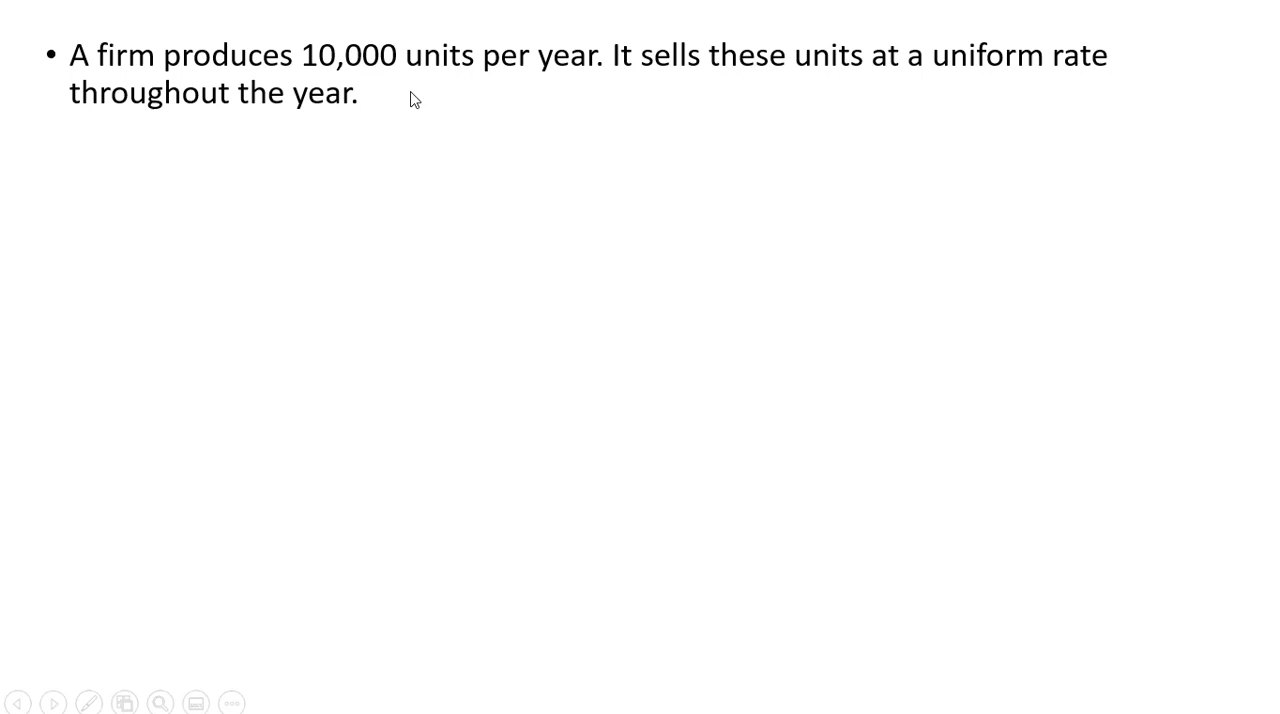 • A firm produces 10,000 units per year. It sells these units at a uniform rate
throughout the year.